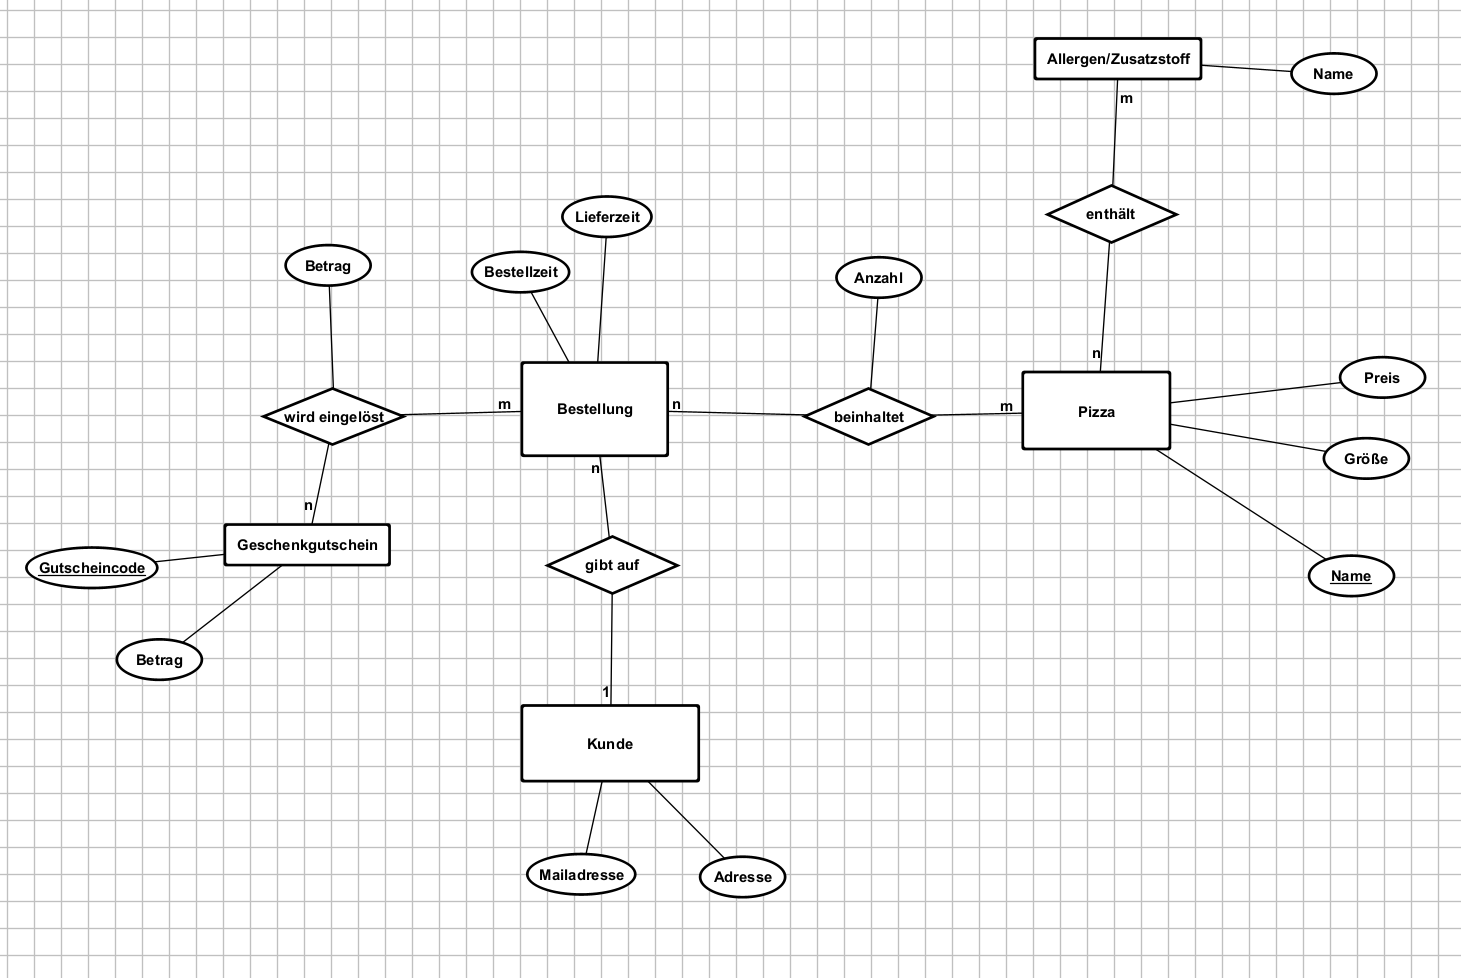 Allergen/Zusatzstoff
Name
m
enthält
n
Lieferzeit
Bestellzeit
Betrag
Anzahl
wird eingelöst
m
Bestellung
n
beinhaltet
m
Pizza
Preis
Größe
Name
n
n
Geschenkgutschein
Gutscheincode
Betrag
gibt auf
1
Kunde
Mailadresse
Adresse